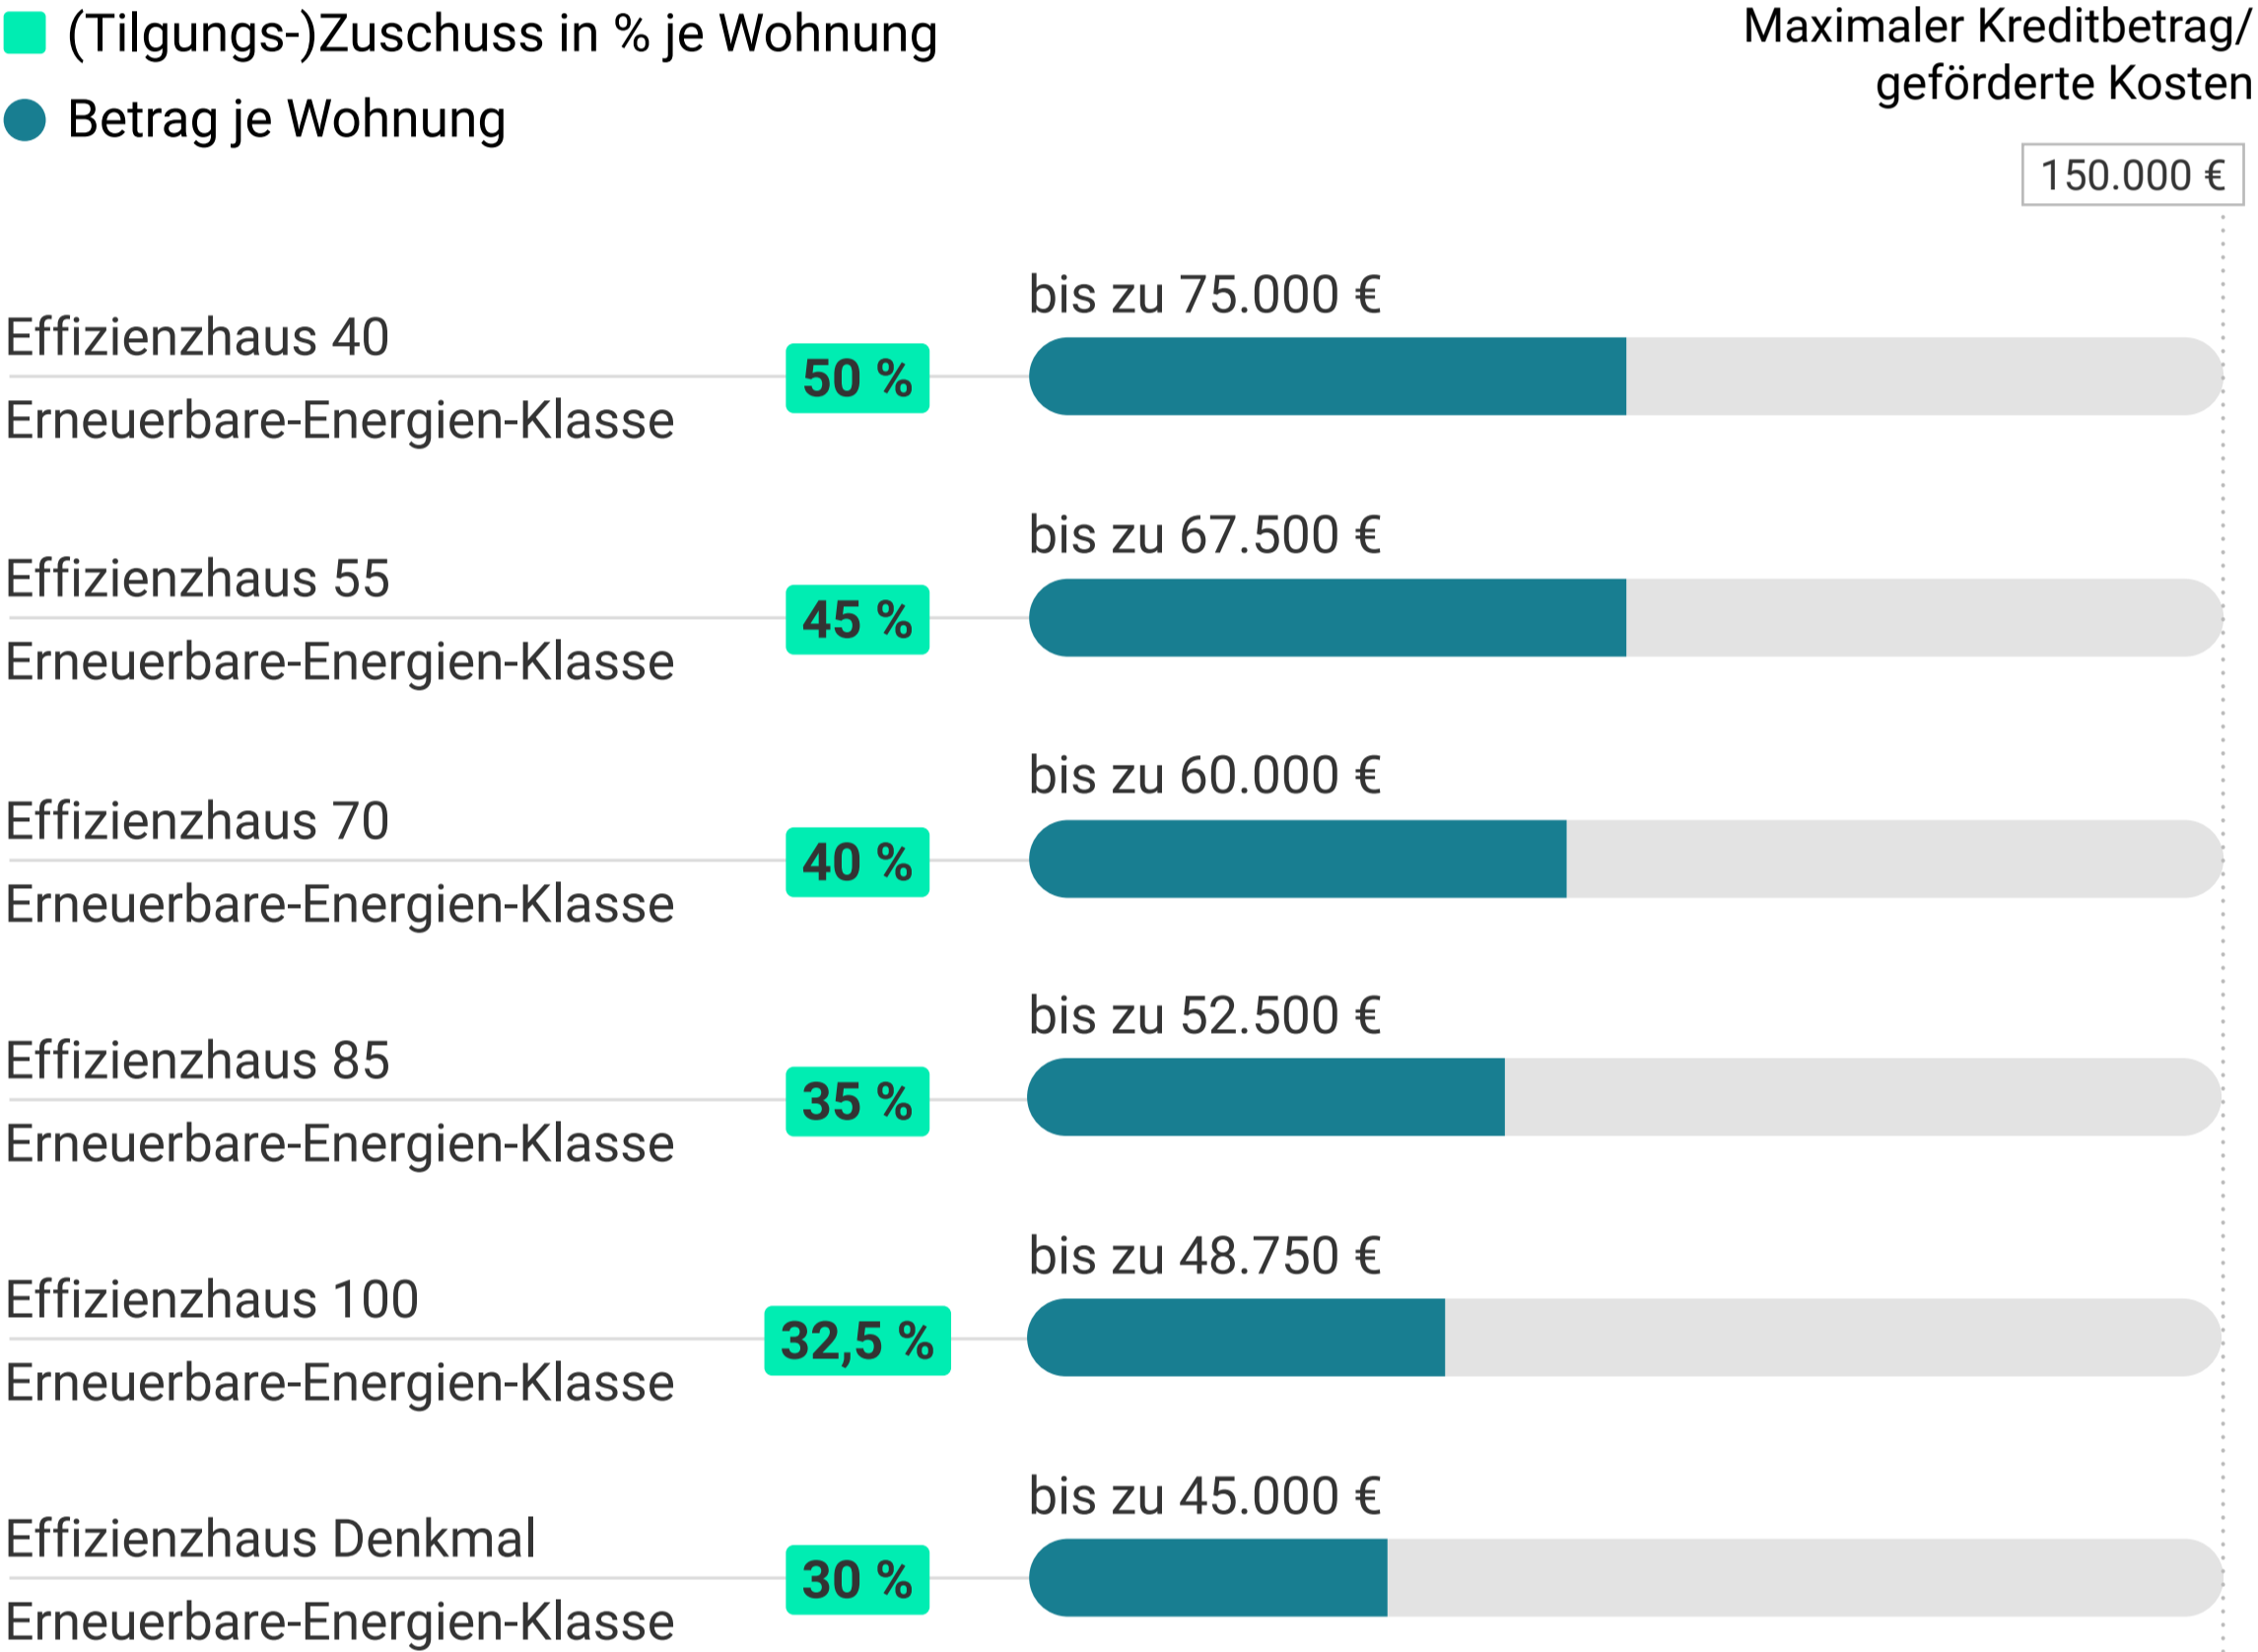 (Tilgungs-)Zuschuss in % je Wohnung
Betrag je Wohnung
Maximaler Kreditbetrag/
geförderte Kosten
150.000 €
Effizienzhaus 40
Erneuerbare-Energien-Klasse
50 %
bis zu 75.000 €
Effizienzhaus 55
Erneuerbare-Energien-Klasse
45 %
bis zu 67.500 €
Effizienzhaus 70
Erneuerbare-Energien-Klasse
40 %
bis zu 60.000 €
Effizienzhaus 85
Erneuerbare-Energien-Klasse
35 %
bis zu 52.500 €
Effizienzhaus 100
Erneuerbare-Energien-Klasse
32,5 %
bis zu 48.750 €
Effizienzhaus Denkmal
Erneuerbare-Energien-Klasse
30 %
bis zu 45.000 €